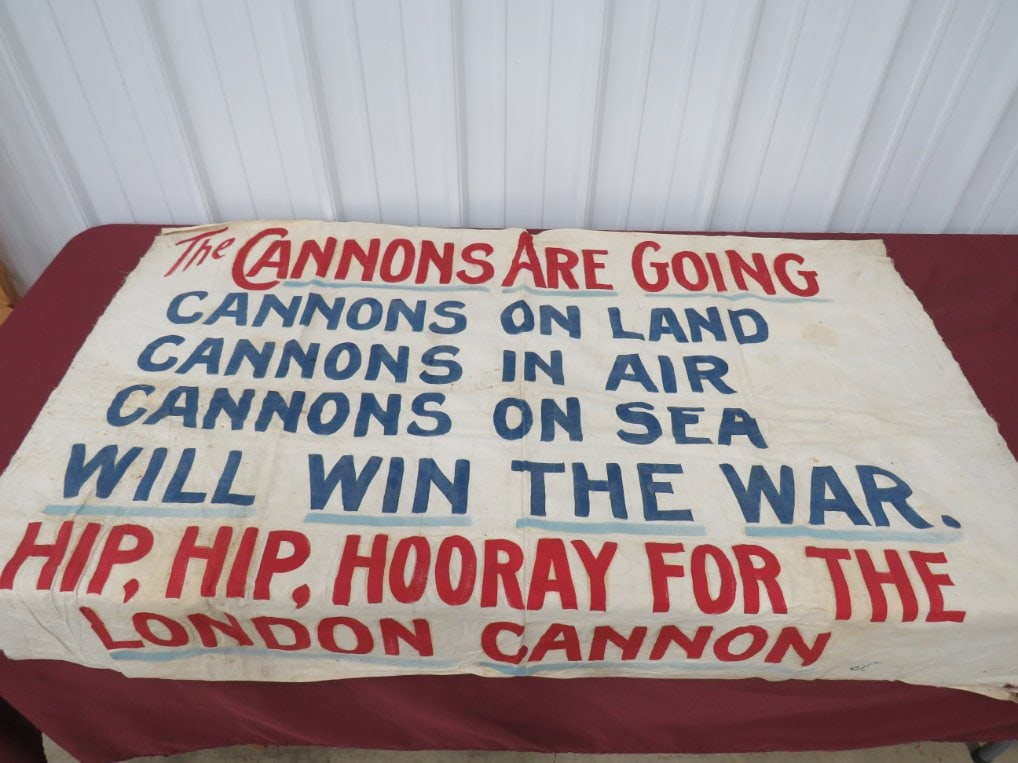 The CANNONS ARE GOING
CANNONS ON LAND
CANNONS IN AIR
CANNONS ON SEA
WILL WIN THE WAR.
HIP, HIP, HOORAY FOR THE
LONDON CANNON